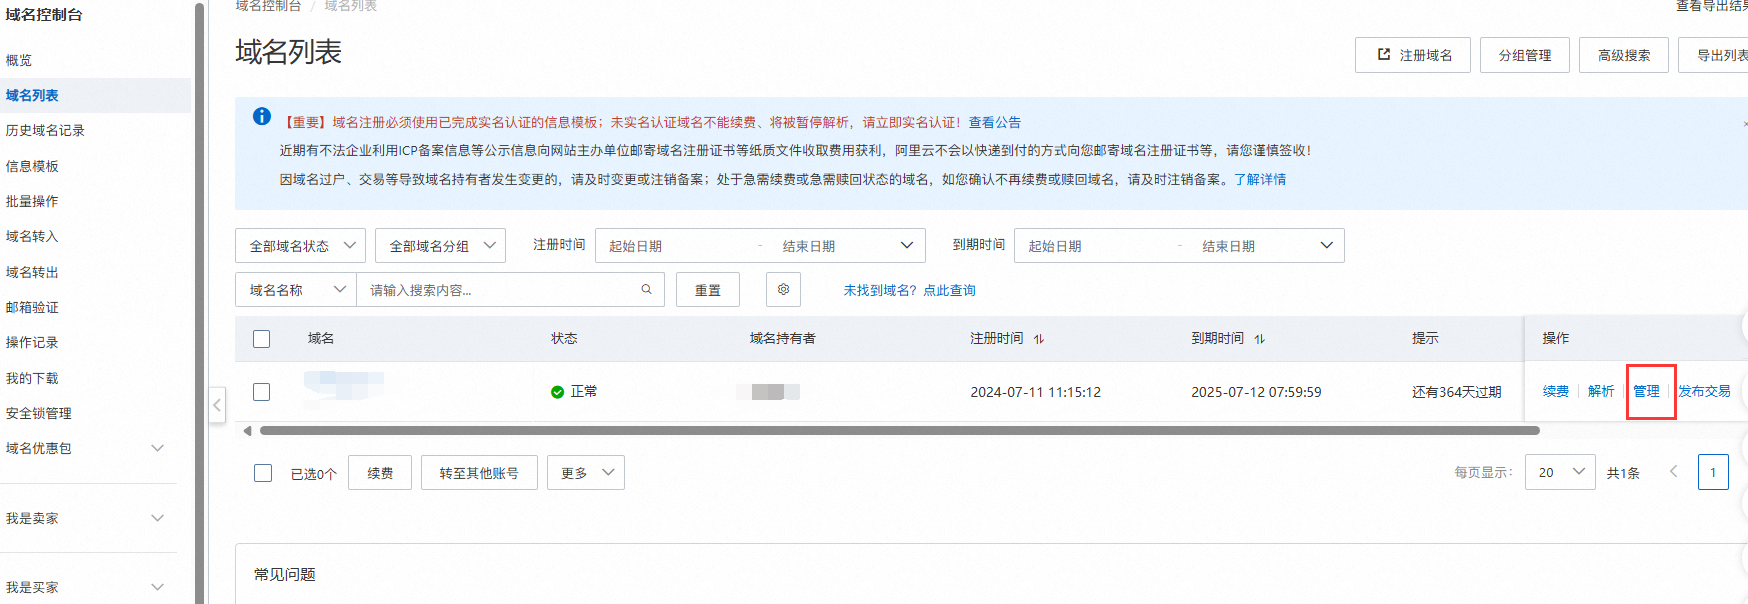 域名控制台
概览
域名列表
历史域名记录
信息模板
批量操作
域名转入
域名转出
邮箱验证
操作记录
我的下载
安全锁管理
域名优惠包
我是卖家
我是买家
域名控制台 / 域名列表
查看导出结果
域名列表
注册域名 分组管理 高级搜索 导出列表
【重要】域名注册必须使用已完成实名认证的信息模板；未实名认证域名不能续费、将被暂停解析，请立即实名认证！查看公告
近期有不法企业利用ICP备案信息等公示信息向网站主办单位邮寄域名注册证书等纸质文件收取费用获利，阿里云不会以快递到付的方式向您邮寄域名注册证书等，请您谨慎签收！
因域名过户、交易等导致域名持有者发生变更的，请及时变更或注销备案；处于急需续费或急需赎回状态的域名，如您确认不再续费或赎回域名，请及时注销备案。了解详情
全部域名状态 全部域名分组 注册时间 起始日期 - 结束日期 到期时间 起始日期 - 结束日期
域名名称 请输入搜索内容... 重置 未找到域名？点此查询
域名 状态 域名持有者 注册时间 到期时间 提示 操作
正常 2024-07-11 11:15:12 2025-07-12 07:59:59 还有364天过期 续费 解析 管理 发布交易
已选0个 续费 转至其他账号 更多 每页显示： 20 共1条 1
常见问题